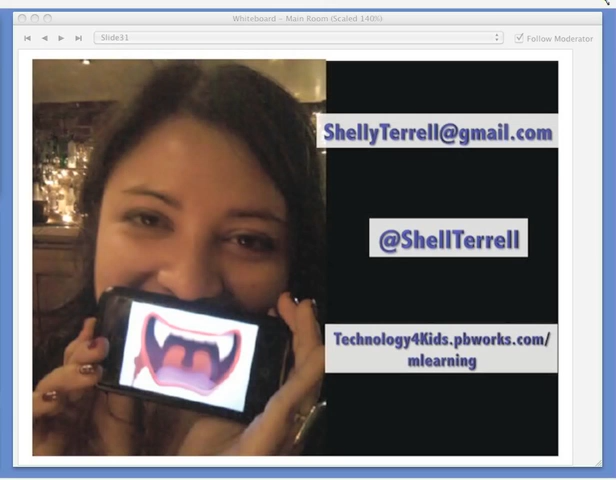 Whiteboard – Main Room (Scaled 140%)
Slide31
Follow Moderator
ShellyTerrell@gmail.com
@ShellTerrell
Technology4Kids.pbworks.com/
mlearning